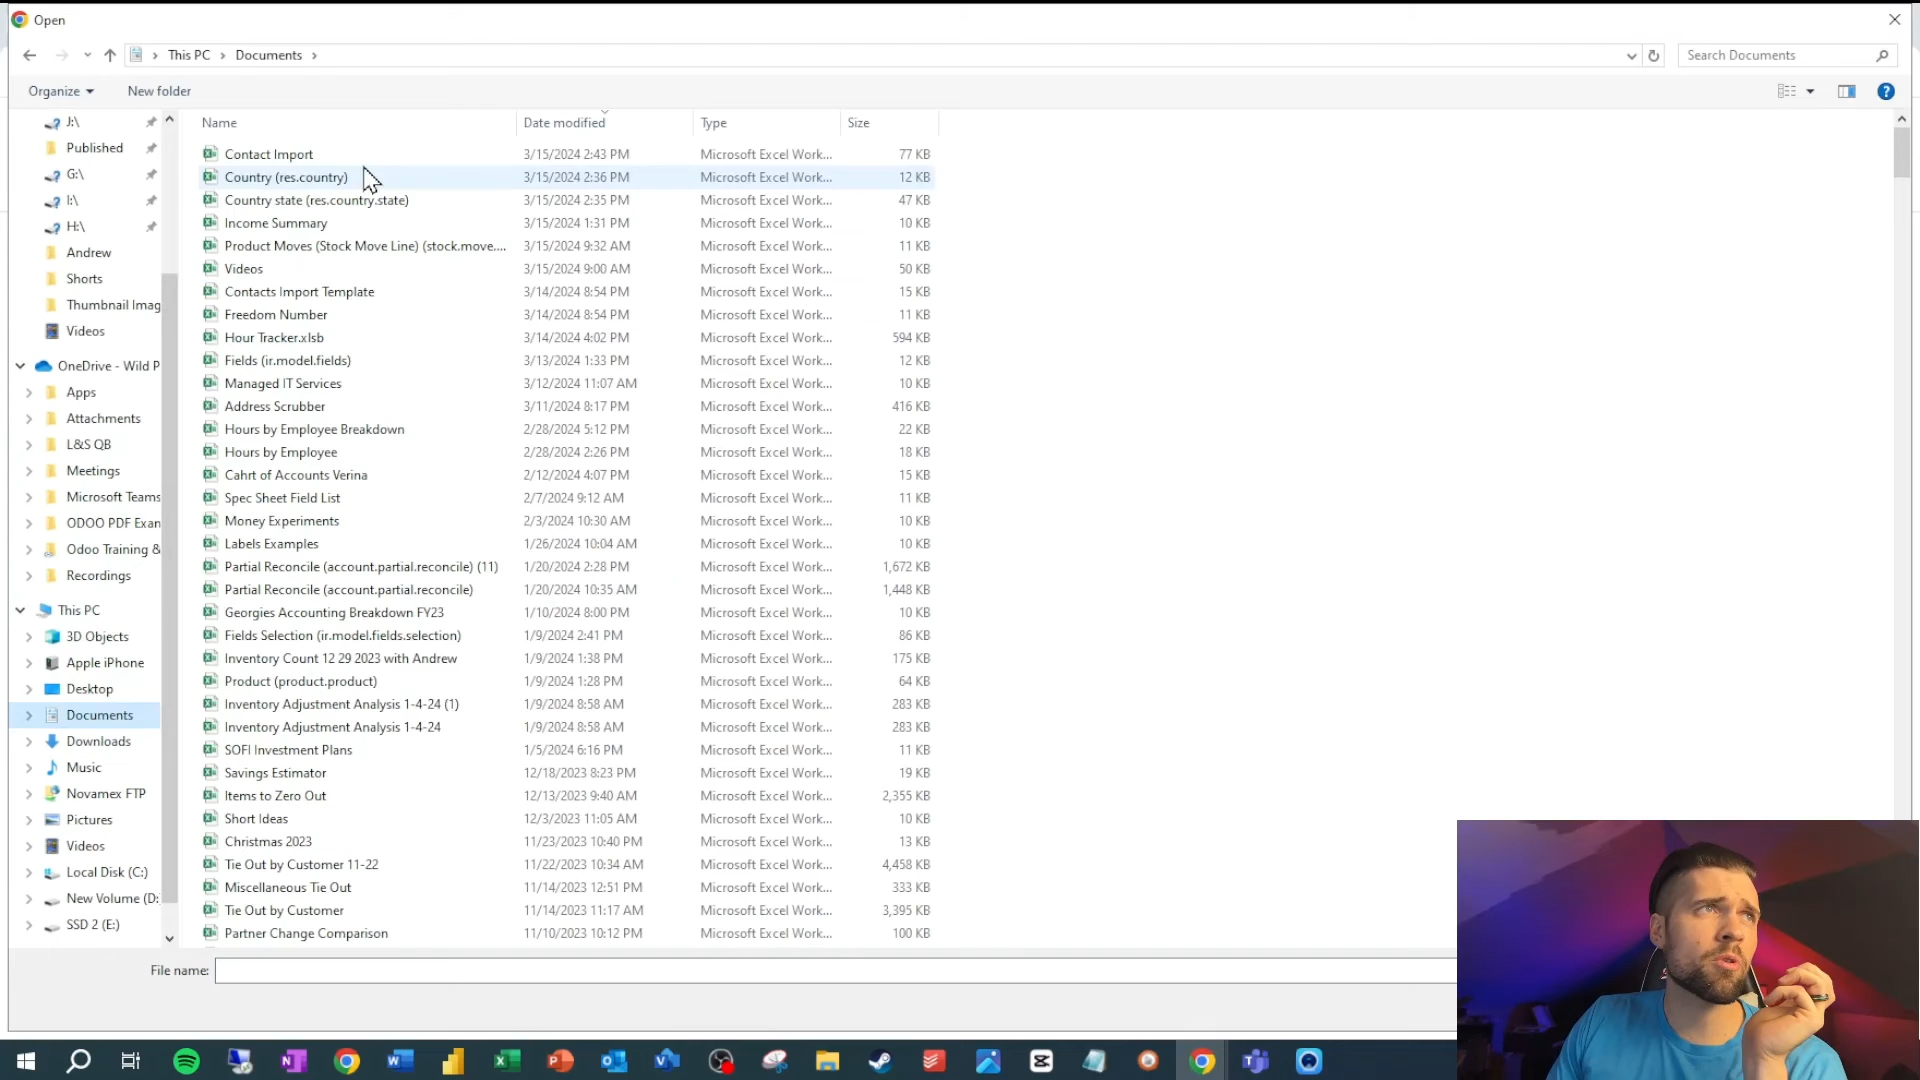 Open
This PC
Documents
Search Documents
Organize
New folder
Name
Date modified
Type
Size
J:\
Published
G:\
I:\
H:\
Andrew
Shorts
Thumbnail Imag
Videos
OneDrive - Wild P
Apps
Attachments
L&S QB
Meetings
Microsoft Teams
ODOO PDF Exan
Odoo Training &
Recordings
This PC
3D Objects
Apple iPhone
Desktop
Documents
Downloads
Music
Novamex FTP
Pictures
Videos
Local Disk (C:)
New Volume (D:
SSD 2 (E:)
Contact Import 3/15/2024 2:43 PM Microsoft Excel Work... 77 KB
Country (res.country) 3/15/2024 2:36 PM Microsoft Excel Work... 12 KB
Country state (res.country.state) 3/15/2024 2:35 PM Microsoft Excel Work... 47 KB
Income Summary 3/15/2024 1:31 PM Microsoft Excel Work... 10 KB
Product Moves (Stock Move Line) (stock.move.... 3/15/2024 9:32 AM Microsoft Excel Work... 11 KB
Videos 3/15/2024 9:00 AM Microsoft Excel Work... 50 KB
Contacts Import Template 3/14/2024 8:54 PM Microsoft Excel Work... 15 KB
Freedom Number 3/14/2024 8:54 PM Microsoft Excel Work... 11 KB
Hour Tracker.xlsb 3/14/2024 4:02 PM Microsoft Excel Work... 594 KB
Fields (ir.model.fields) 3/13/2024 1:33 PM Microsoft Excel Work... 12 KB
Managed IT Services 3/12/2024 11:07 AM Microsoft Excel Work... 10 KB
Address Scrubber 3/11/2024 8:17 PM Microsoft Excel Work... 416 KB
Hours by Employee Breakdown 2/28/2024 5:12 PM Microsoft Excel Work... 22 KB
Hours by Employee 2/28/2024 2:26 PM Microsoft Excel Work... 18 KB
Cahrt of Accounts Verina 2/12/2024 4:07 PM Microsoft Excel Work... 15 KB
Spec Sheet Field List 2/7/2024 9:12 AM Microsoft Excel Work... 11 KB
Money Experiments 2/3/2024 10:30 AM Microsoft Excel Work... 10 KB
Labels Examples 1/26/2024 10:04 AM Microsoft Excel Work... 10 KB
Partial Reconcile (account.partial.reconcile) (11) 1/20/2024 2:28 PM Microsoft Excel Work... 1,672 KB
Partial Reconcile (account.partial.reconcile) 1/20/2024 10:35 AM Microsoft Excel Work... 1,448 KB
Georgies Accounting Breakdown FY23 1/10/2024 8:00 PM Microsoft Excel Work... 10 KB
Fields Selection (ir.model.fields.selection) 1/9/2024 2:41 PM Microsoft Excel Work... 86 KB
Inventory Count 12 29 2023 with Andrew 1/9/2024 1:38 PM Microsoft Excel Work... 175 KB
Product (product.product) 1/9/2024 1:28 PM Microsoft Excel Work... 64 KB
Inventory Adjustment Analysis 1-4-24 (1) 1/9/2024 8:58 AM Microsoft Excel Work... 283 KB
Inventory Adjustment Analysis 1-4-24 1/9/2024 8:58 AM Microsoft Excel Work... 283 KB
SOFI Investment Plans 1/5/2024 6:16 PM Microsoft Excel Work... 11 KB
Savings Estimator 12/18/2023 8:23 PM Microsoft Excel Work... 19 KB
Items to Zero Out 12/13/2023 9:40 AM Microsoft Excel Work... 2,355 KB
Short Ideas 12/3/2023 11:05 AM Microsoft Excel Work... 10 KB
Christmas 2023 11/23/2023 10:40 PM Microsoft Excel Work... 13 KB
Tie Out by Customer 11-22 11/22/2023 10:34 AM Microsoft Excel Work... 4,458 KB
Miscellaneous Tie Out 11/14/2023 12:51 PM Microsoft Excel Work... 333 KB
Tie Out by Customer 11/14/2023 11:17 AM Microsoft Excel Work... 3,395 KB
Partner Change Comparison 11/10/2023 10:12 PM Microsoft Excel Work... 100 KB
File name: